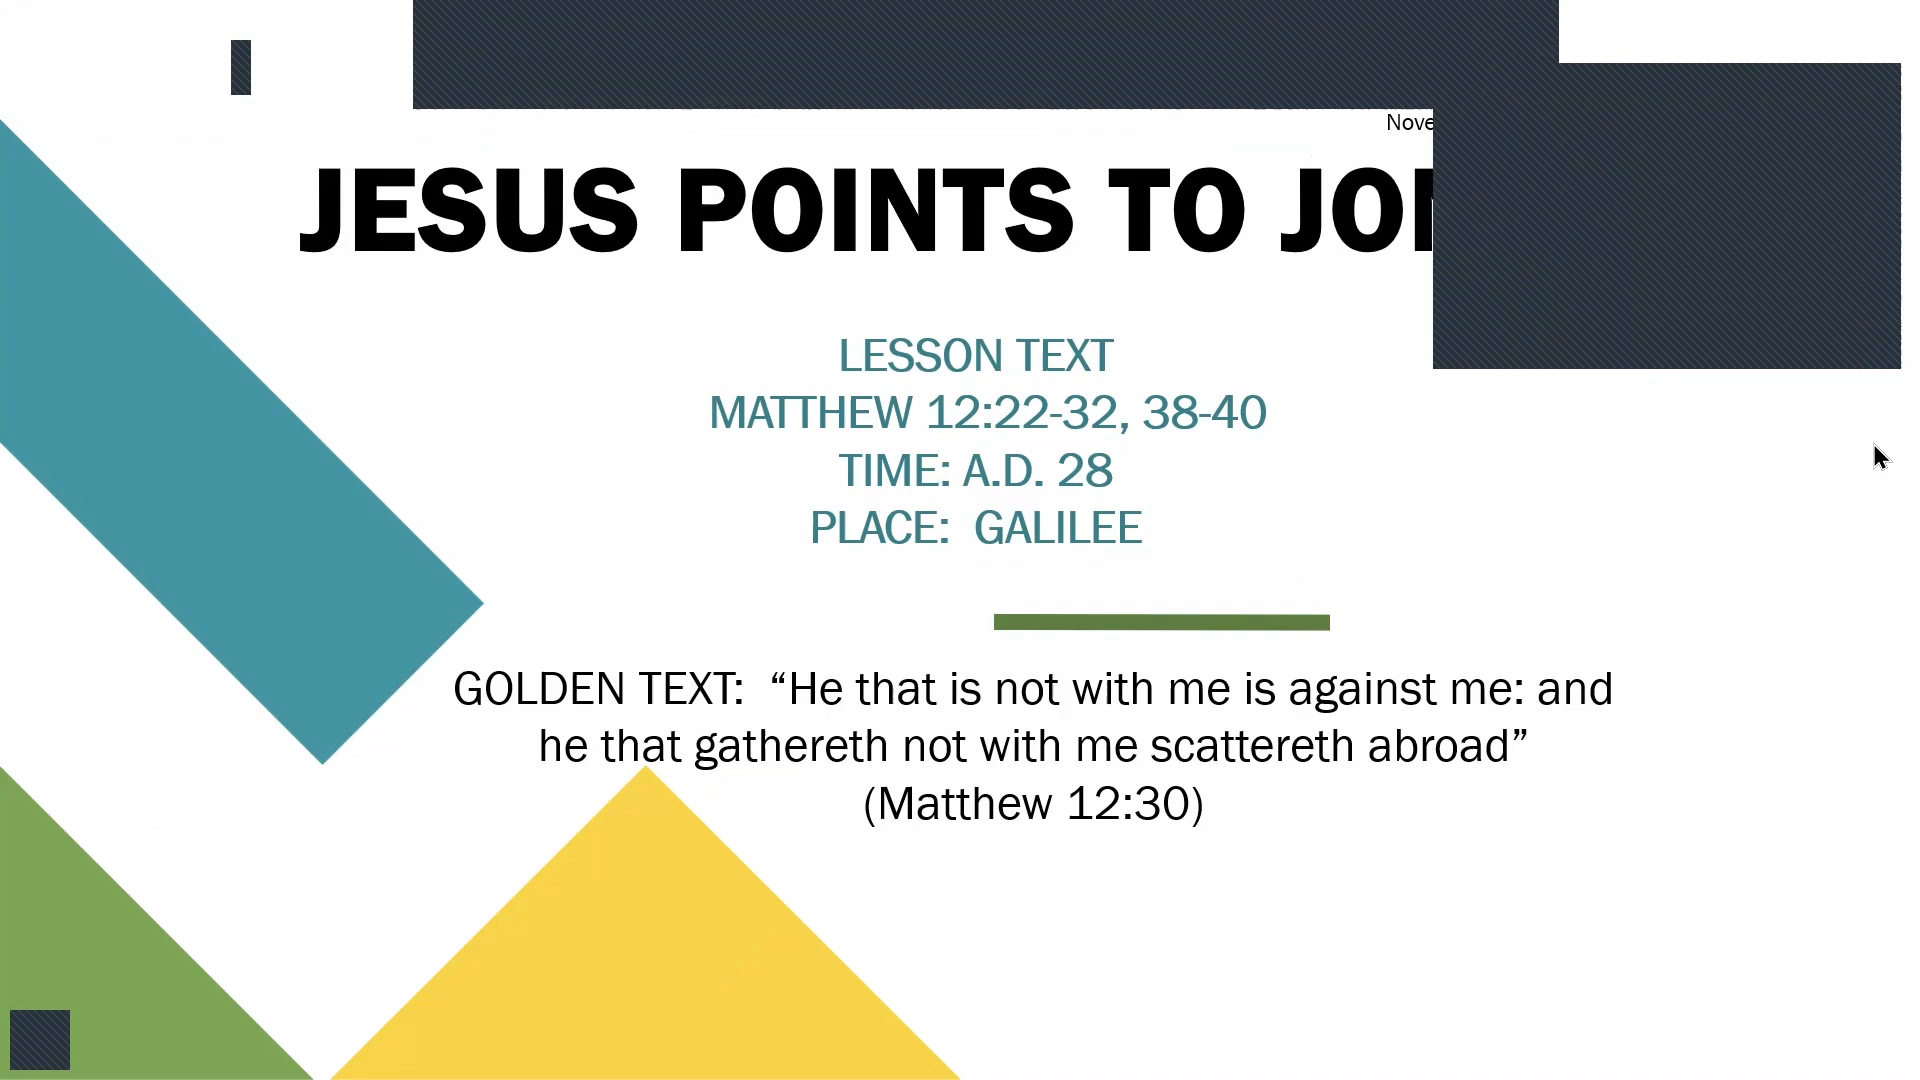 JESUS POINTS TO
LESSON TEXT
MATTHEW 12:22-32, 38-40
TIME: A.D. 28
PLACE: GALILEE
GOLDEN TEXT: “He that is not with me is against me: and
he that gathereth not with me scattereth abroad”
(Matthew 12:30)